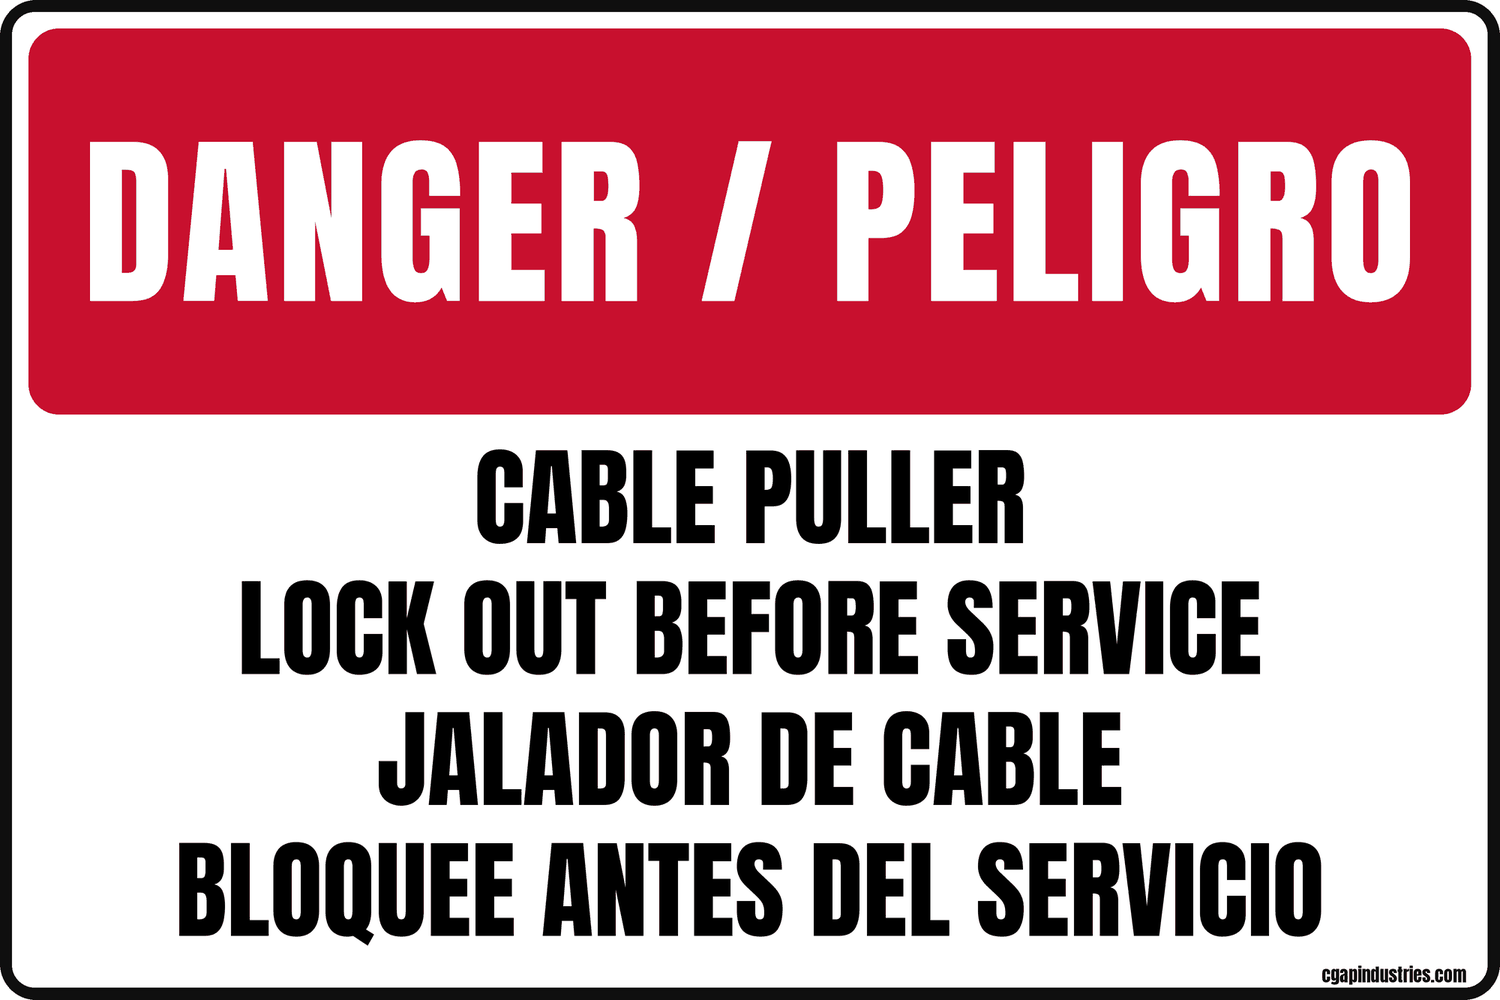 DANGER / PELIGRO
CABLE PULLER
LOCK OUT BEFORE SERVICE
JALADOR DE CABLE
BLOQUEE ANTES DEL SERVICIO
cgapindustries.com